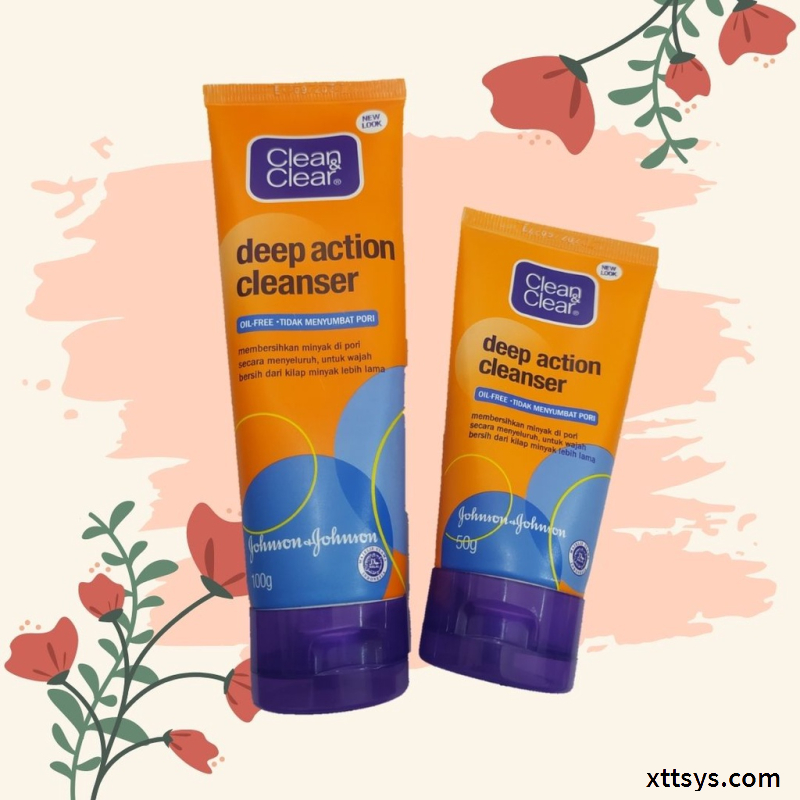 NEW
LOOK
Clean
&
Clear®
deep action
cleanser
OIL-FREE • TIDAK MENYUMBAT PORI
membersihkan minyak di pori
secara menyeluruh, untuk wajah
bersih dari kilap minyak lebih lama
Johnson&Johnson
100g
NEW
LOOK
Clean
&
Clear®
deep action
cleanser
OIL-FREE • TIDAK MENYUMBAT PORI
membersihkan minyak di pori
secara menyeluruh, untuk wajah
bersih dari kilap minyak lebih lama
Johnson&Johnson
50g
xttsys.com